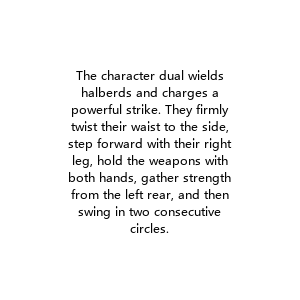 The character dual wields
halberds and charges a
powerful strike. They firmly
twist their waist to the side,
step forward with their right
leg, hold the weapons with
both hands, gather strength
from the left rear, and then
swing in two consecutive
circles.